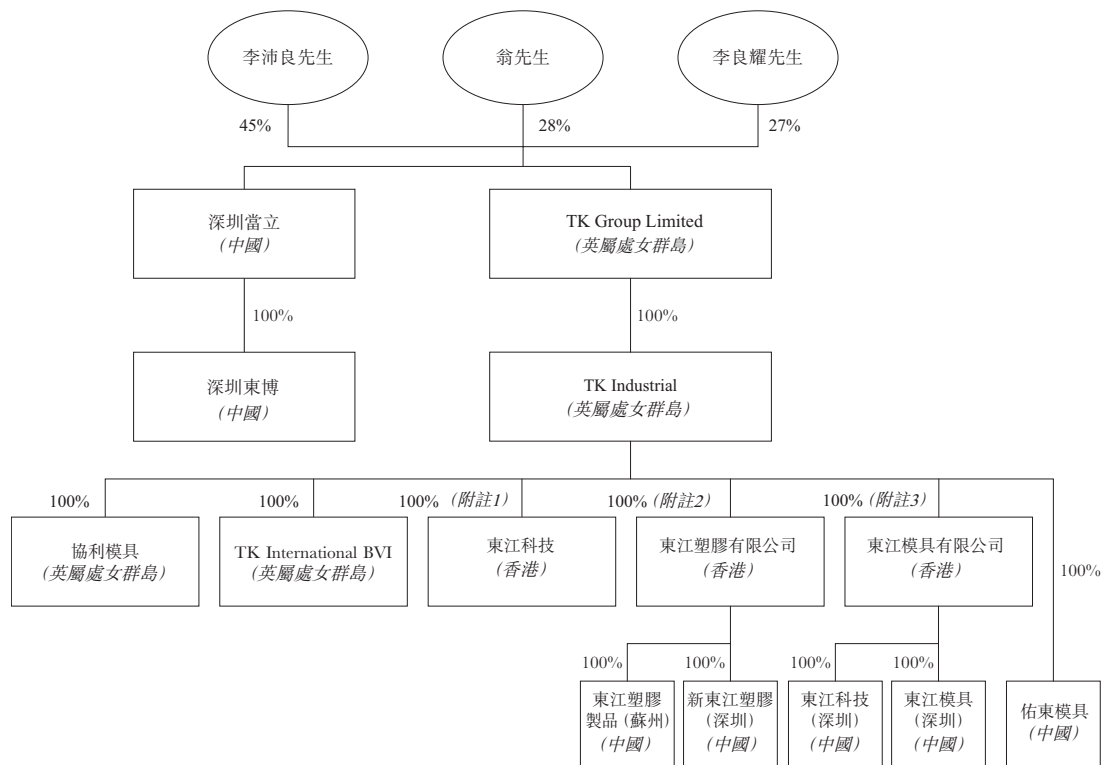 李沛良先生
翁先生
李良耀先生
45%
28%
27%
深圳當立
(中國)
TK Group Limited
(英屬處女群島)
100%
100%
深圳東博
(中國)
TK Industrial
(英屬處女群島)
100%
100%
100% (附註1)
100% (附註2)
100% (附註3)
100%
協利模具
(英屬處女群島)
TK International BVI
(英屬處女群島)
東江科技
(香港)
東江塑膠有限公司
(香港)
東江模具有限公司
(香港)
100%
100%
100%
100%
東江塑膠
製品 (蘇州)
(中國)
新東江塑膠
(深圳)
(中國)
東江科技
(深圳)
(中國)
東江模具
(深圳)
(中國)
佑東模具
(中國)